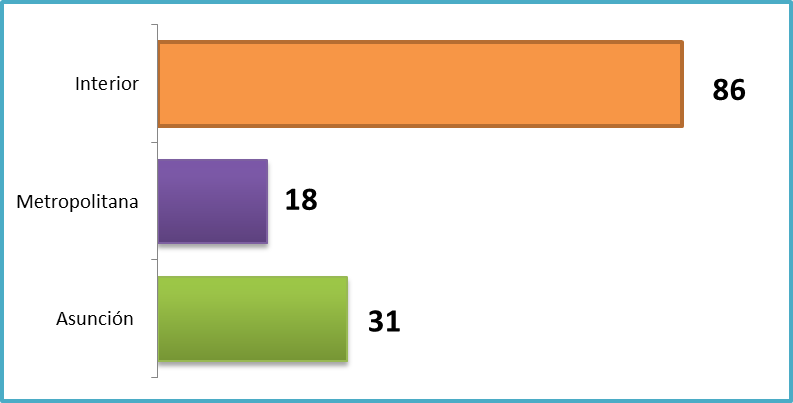 Interior 86
Metropolitana 18
Asunción 31